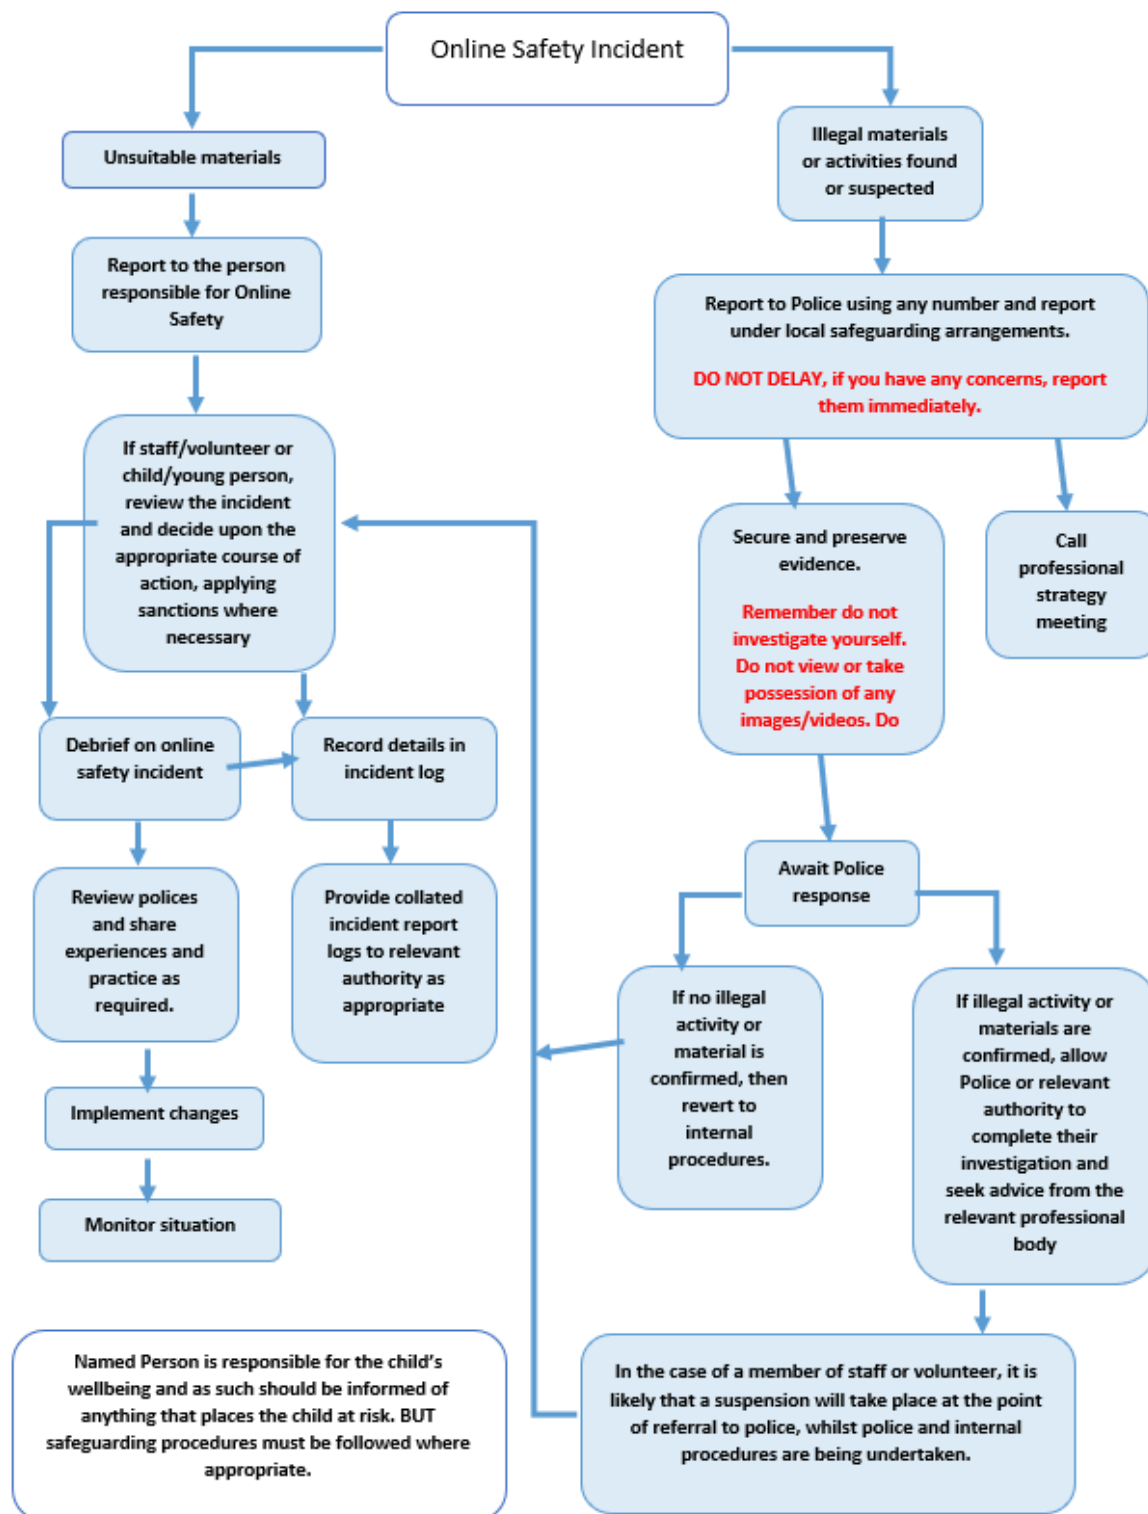 Online Safety Incident
Unsuitable materials
Report to the person
responsible for Online
Safety
If staff/volunteer or
child/young person,
review the incident
and decide upon the
appropriate course of
action, applying
sanctions where
necessary
Debrief on online
safety incident
Record details in
incident log
Review polices
and share
experiences and
practice as
required.
Provide collated
incident report
logs to relevant
authority as
appropriate
Implement changes
Monitor situation
Illegal materials
or activities found
or suspected
Report to Police using any number and report
under local safeguarding arrangements.
DO NOT DELAY, if you have any concerns, report
them immediately.
Secure and preserve
evidence.
Remember do not
investigate yourself.
Do not view or take
possession of any
images/videos. Do
Call
professional
strategy
meeting
Await Police
response
If no illegal
activity or
material is
confirmed, then
revert to
internal
procedures.
If illegal activity or
materials are
confirmed, allow
Police or relevant
authority to
complete their
investigation and
seek advice from the
relevant professional
body
In the case of a member of staff or volunteer, it is
likely that a suspension will take place at the point
of referral to police, whilst police and internal
procedures are being undertaken.
Named Person is responsible for the child's
wellbeing and as such should be informed of
anything that places the child at risk. BUT
safeguarding procedures must be followed where
appropriate.